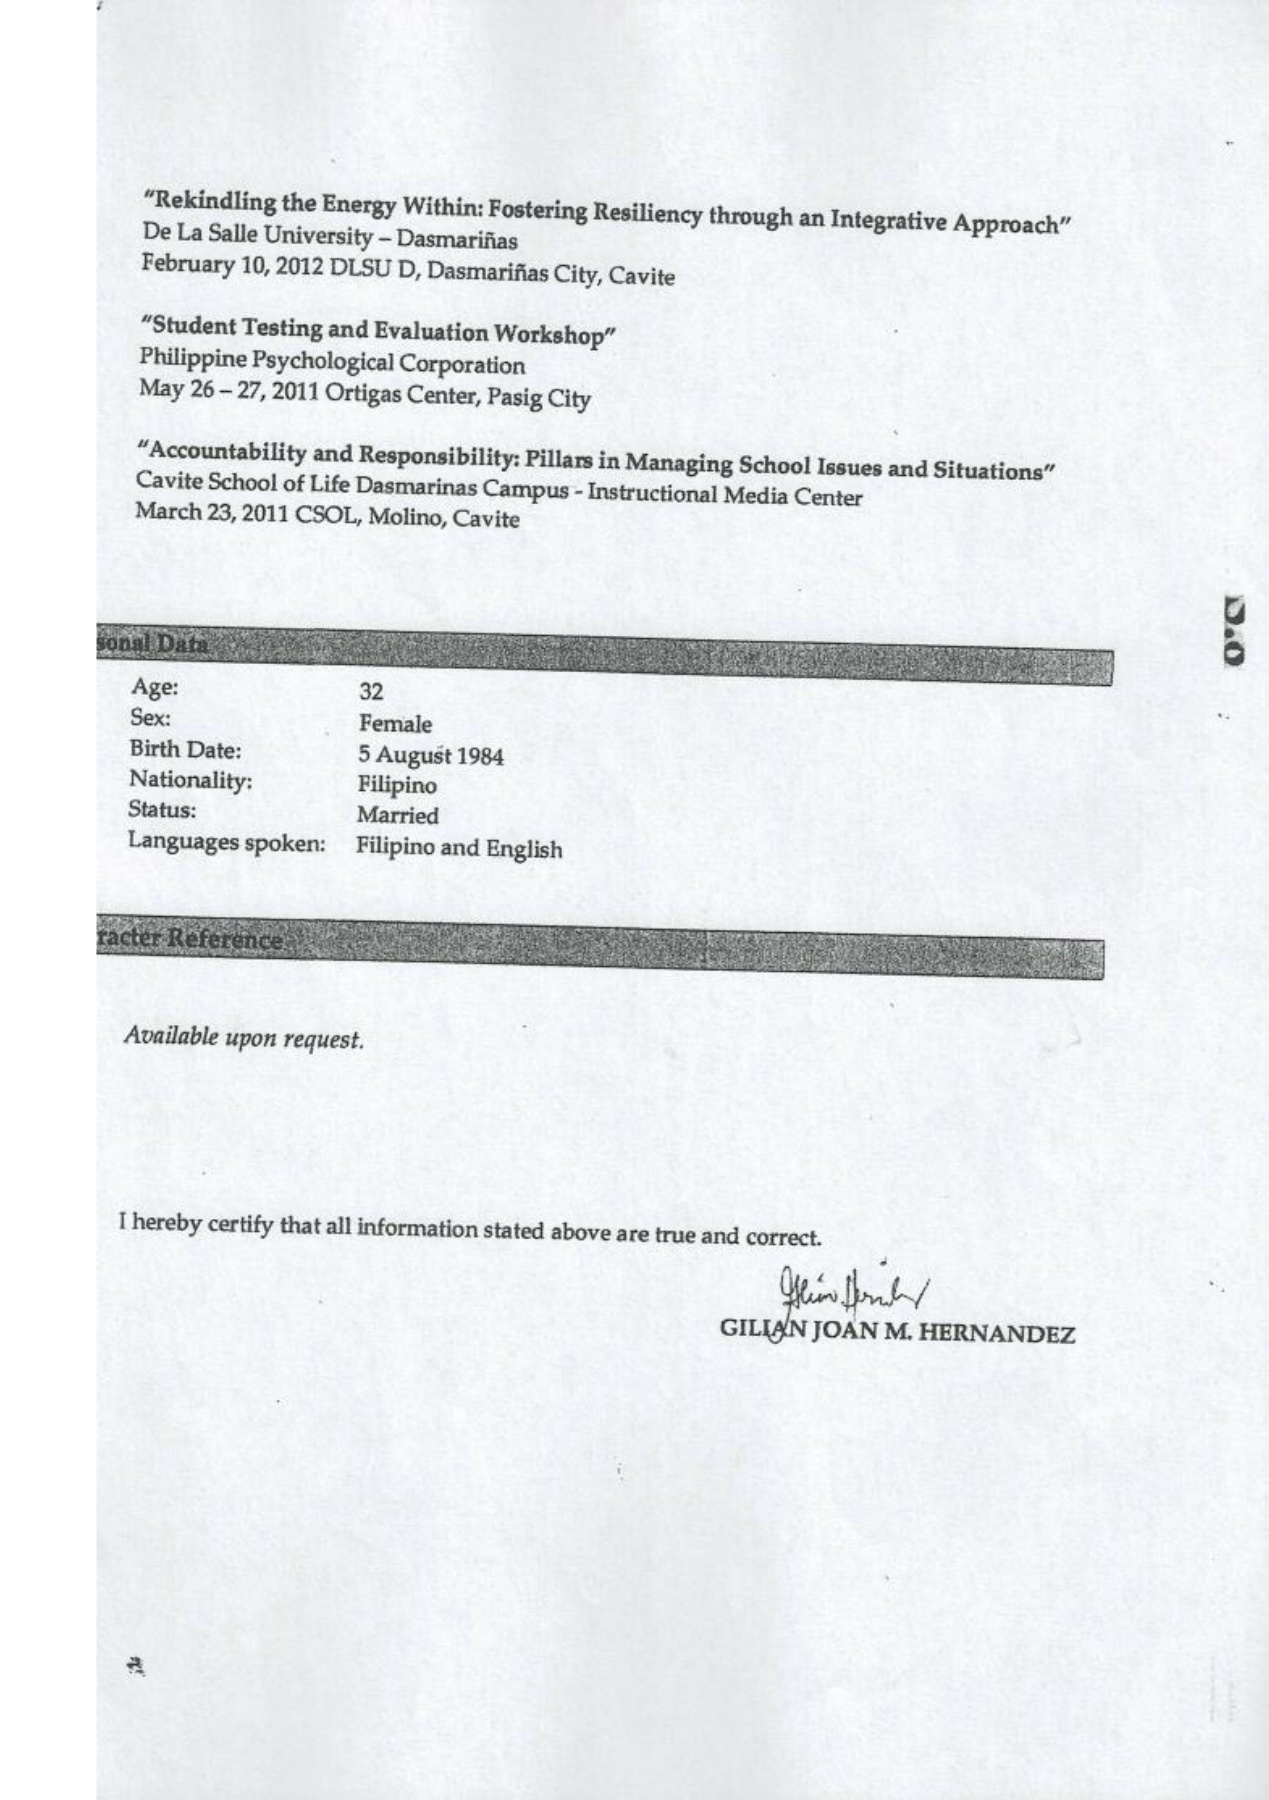 “Rekindling the Energy Within: Fostering Resiliency through an Integrative Approach”
De La Salle University – Dasmariñas
February 10, 2012 DLSU D, Dasmariñas City, Cavite
“Student Testing and Evaluation Workshop”
Philippine Psychological Corporation
May 26 – 27, 2011 Ortigas Center, Pasig City
“Accountability and Responsibility: Pillars in Managing School Issues and Situations”
Cavite School of Life Dasmarinas Campus - Instructional Media Center
March 23, 2011 CSOL, Molino, Cavite
sonal Data
Age: 32
Sex: Female
Birth Date: 5 August 1984
Nationality: Filipino
Status: Married
Languages spoken: Filipino and English
racter Reference
Available upon request.
I hereby certify that all information stated above are true and correct.
GILIAN JOAN M. HERNANDEZ